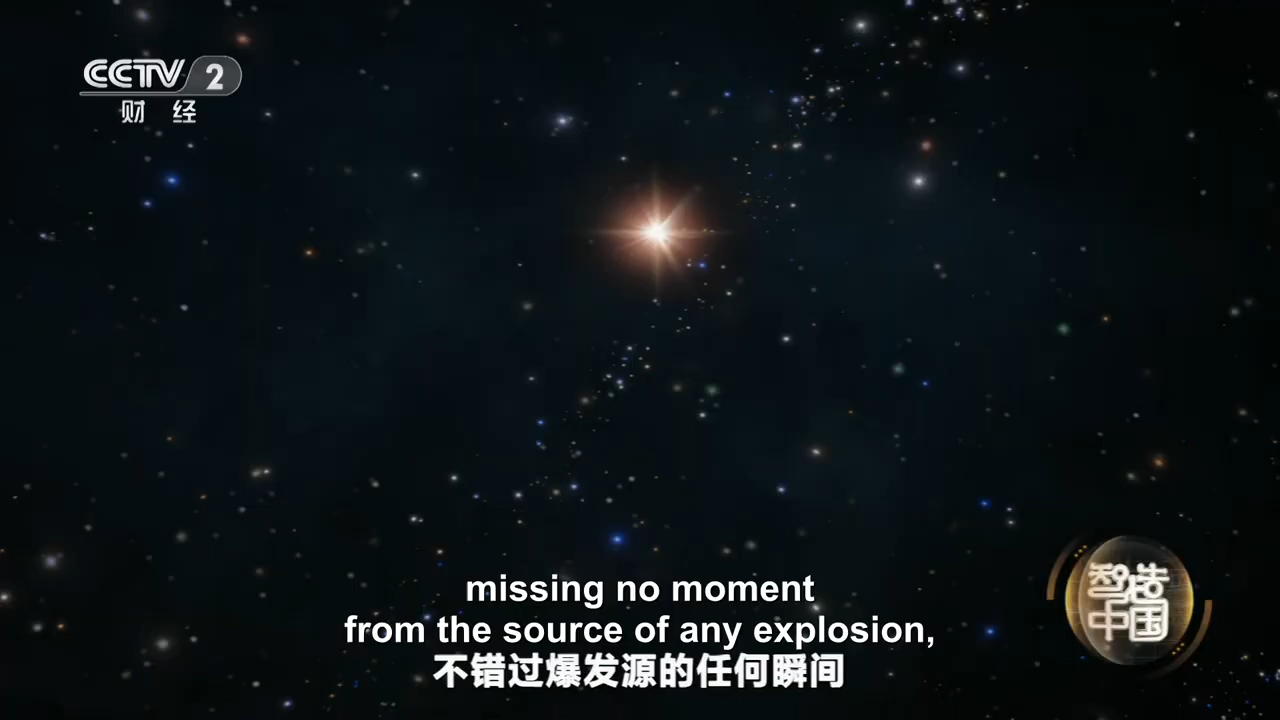 CCTV 2
财 经
missing no moment
from the source of any explosion,
不错过爆发源的任何瞬间
智造
中国